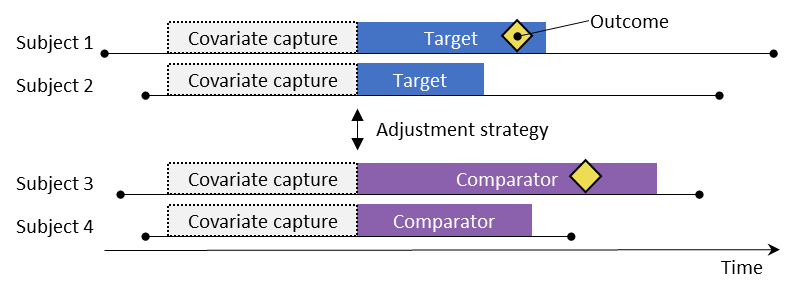 Outcome
Subject 1 Covariate capture Target
Subject 2 Covariate capture Target
Adjustment strategy
Subject 3 Covariate capture Comparator
Subject 4 Covariate capture Comparator
Time